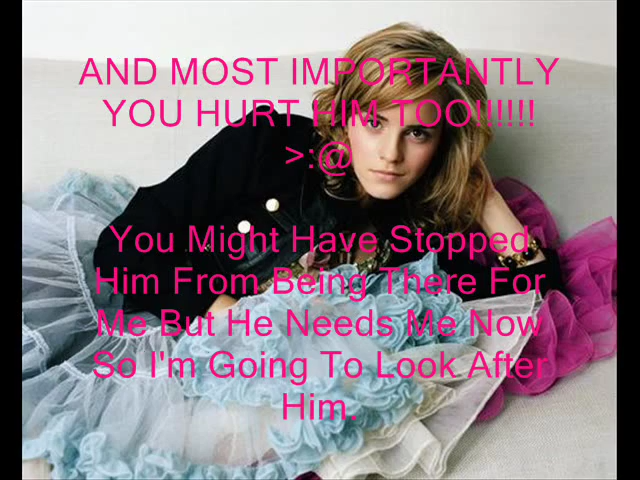 AND MOST IMPORTANTLY
YOU HURT HIM TOO!!!!!!
>:@
You Might Have Stopped
Him From Being There For
Me But He Needs Me Now
So I'm Going To Look After
Him.